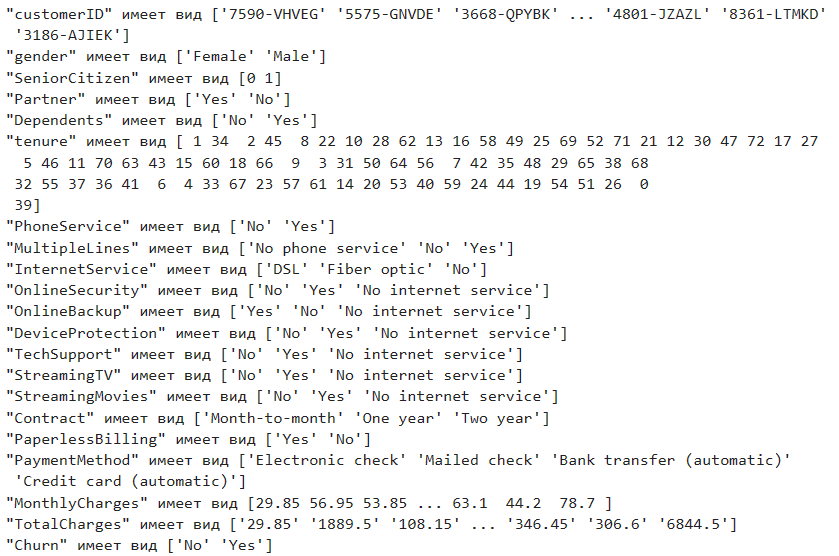 "customerID" имеет вид ['7590-VHVEG' '5575-GNVDE' '3668-QPYBK' ... '4801-JZAZL' '8361-LTMKD'
 '3186-AJIEK']
"gender" имеет вид ['Female' 'Male']
"SeniorCitizen" имеет вид [0 1]
"Partner" имеет вид ['Yes' 'No']
"Dependents" имеет вид ['No' 'Yes']
"tenure" имеет вид [ 1 34  2 45  8 22 10 28 62 13 16 58 49 25 69 52 71 21 12 30 47 72 17 27
  5 46 11 70 63 43 15 60 18 66  9  3 31 50 64 56  7 42 35 48 29 65 38 68
 32 55 37 36 41  6  4 33 67 23 57 61 14 20 53 40 59 24 44 19 54 51 26  0
 39]
"PhoneService" имеет вид ['No' 'Yes']
"MultipleLines" имеет вид ['No phone service' 'No' 'Yes']
"InternetService" имеет вид ['DSL' 'Fiber optic' 'No']
"OnlineSecurity" имеет вид ['No' 'Yes' 'No internet service']
"OnlineBackup" имеет вид ['Yes' 'No' 'No internet service']
"DeviceProtection" имеет вид ['No' 'Yes' 'No internet service']
"TechSupport" имеет вид ['No' 'Yes' 'No internet service']
"StreamingTV" имеет вид ['No' 'Yes' 'No internet service']
"StreamingMovies" имеет вид ['No' 'Yes' 'No internet service']
"Contract" имеет вид ['Month-to-month' 'One year' 'Two year']
"PaperlessBilling" имеет вид ['Yes' 'No']
"PaymentMethod" имеет вид ['Electronic check' 'Mailed check' 'Bank transfer (automatic)'
 'Credit card (automatic)']
"MonthlyCharges" имеет вид [29.85 56.95 53.85 ... 63.1  44.2  78.7 ]
"TotalCharges" имеет вид ['29.85' '1889.5' '108.15' ... '346.45' '306.6' '6844.5']
"Churn" имеет вид ['No' 'Yes']